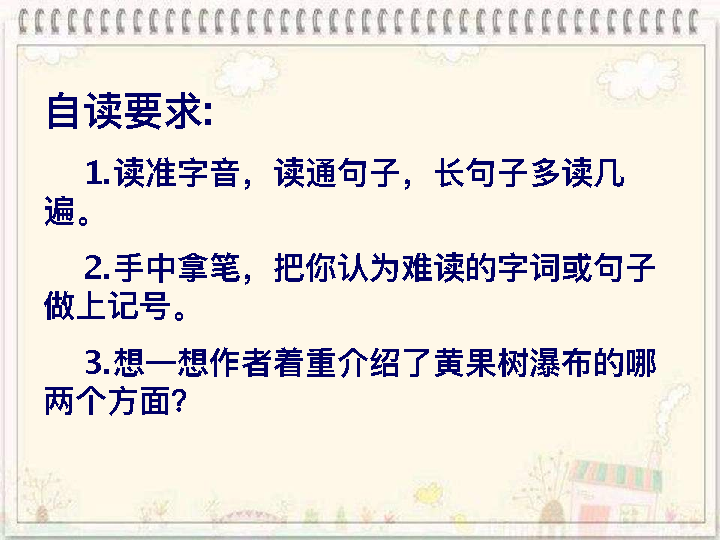 自读要求:
1.读准字音，读通句子，长句子多读几
遍。
2.手中拿笔，把你认为难读的字词或句子
做上记号。
3.想一想作者着重介绍了黄果树瀑布的哪
两个方面?